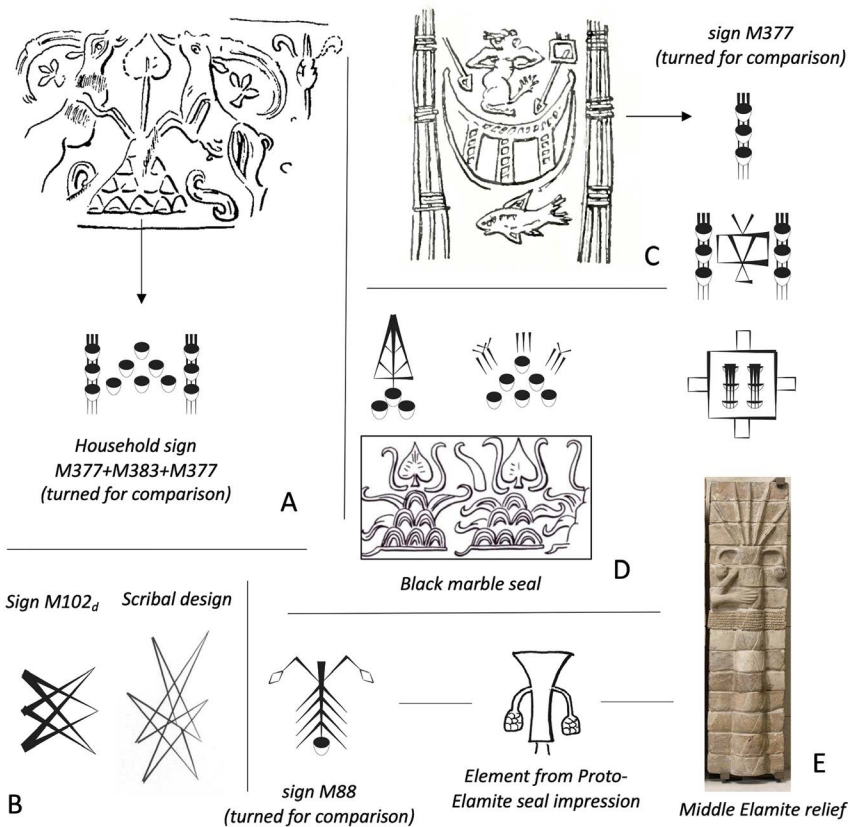 sign M377
(turned for comparison)
C
Household sign
M377+M383+M377
(turned for comparison)
A
Black marble seal
D
Sign M102d
Scribal design
B
sign M88
(turned for comparison)
Element from Proto-
Elamite seal impression
E
Middle Elamite relief